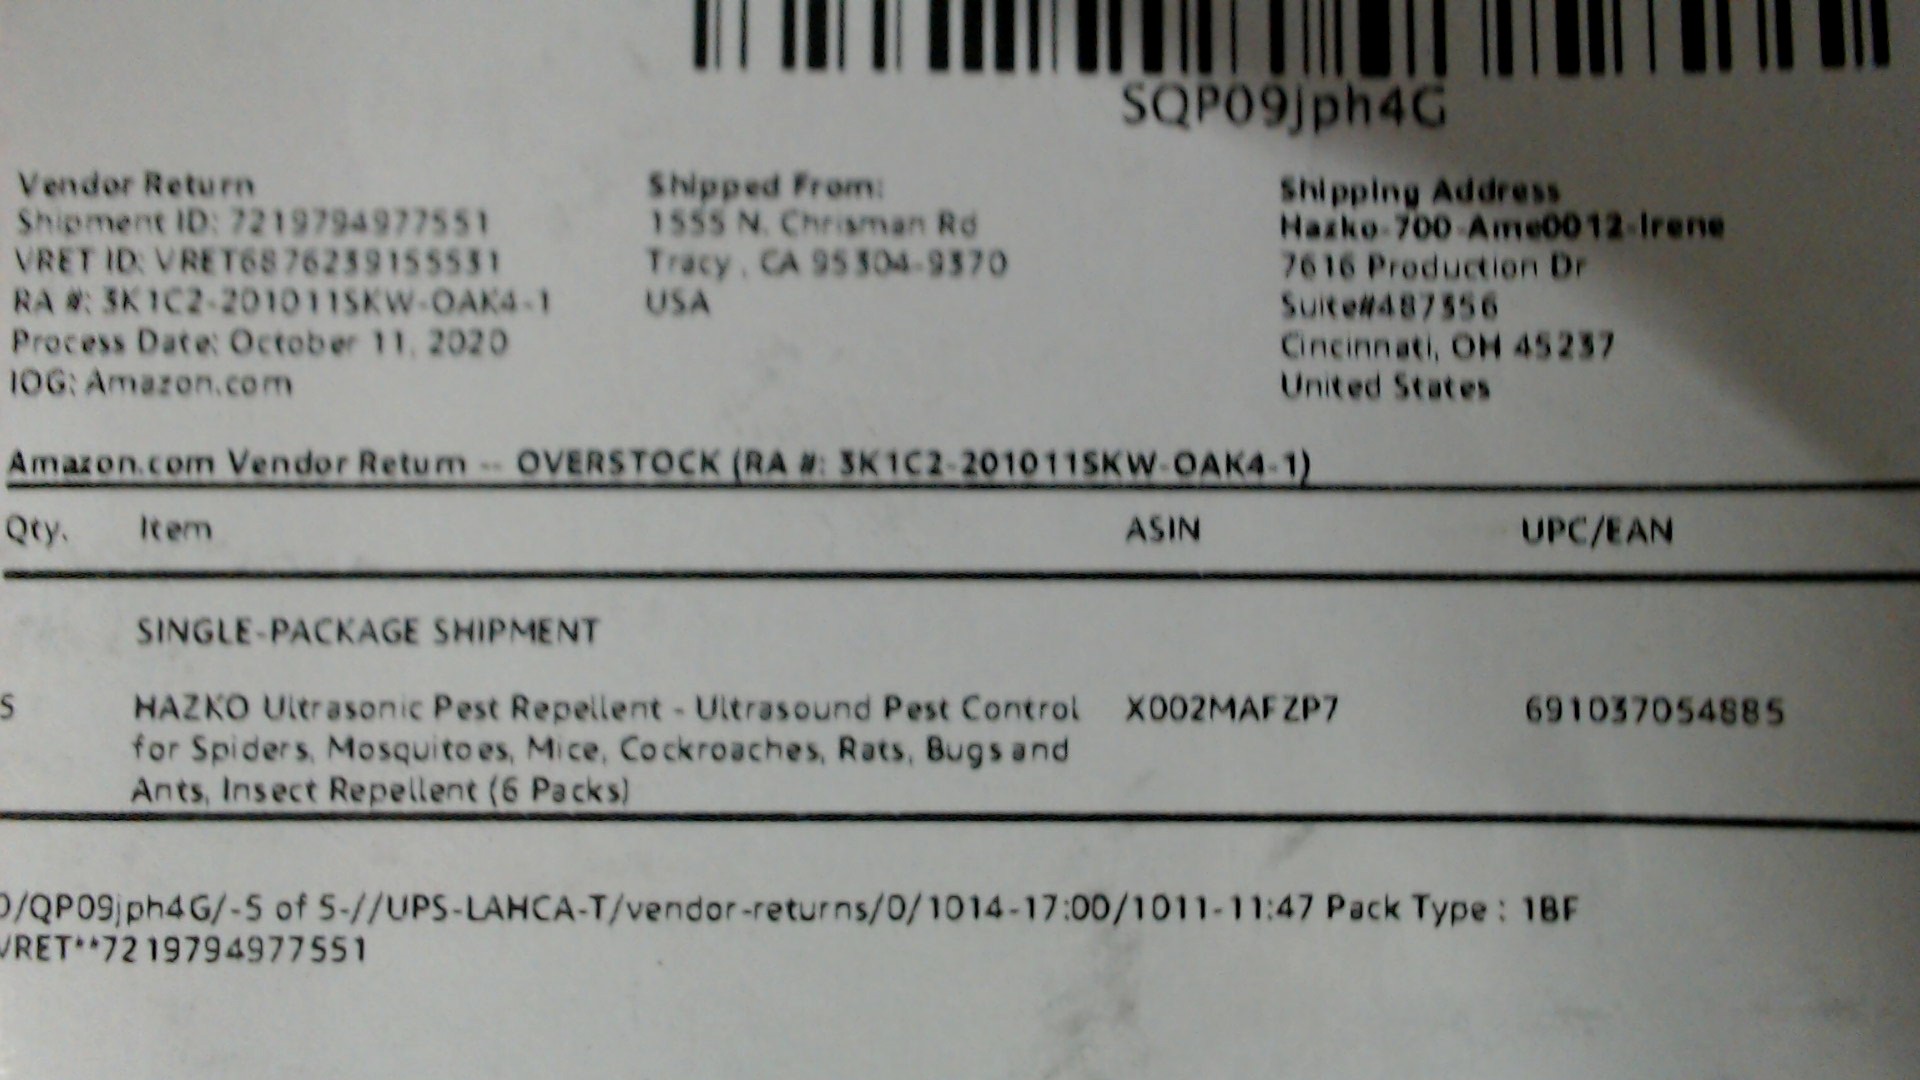 SQP09jph4G
Vendor Return
Shipment ID: 7219794977551
VRET ID: VRET6876239155531
RA #: 3K1C2-201011SKW-OAK4-1
Process Date: October 11, 2020
IOG: Amazon.com
Shipped From:
1555 N. Chrisman Rd
Tracy , CA 95304-9370
USA
Shipping Address
Hazko-700-Ame0012-Irene
7616 Production Dr
Suite#487356
Cincinnati, OH 45237
United States
Amazon.com Vendor Return -- OVERSTOCK (RA #: 3K1C2-201011SKW-OAK4-1)
Qty. Item ASIN UPC/EAN
SINGLE-PACKAGE SHIPMENT
5 HAZKO Ultrasonic Pest Repellent - Ultrasound Pest Control X002MAFZP7 691037054885
for Spiders, Mosquitoes, Mice, Cockroaches, Rats, Bugs and
Ants, Insect Repellent (6 Packs)
/QP09jph4G/-5 of 5-//UPS-LAHCA-T/vendor-returns/0/1014-17:00/1011-11:47 Pack Type : 1BF
VRET**7219794977551